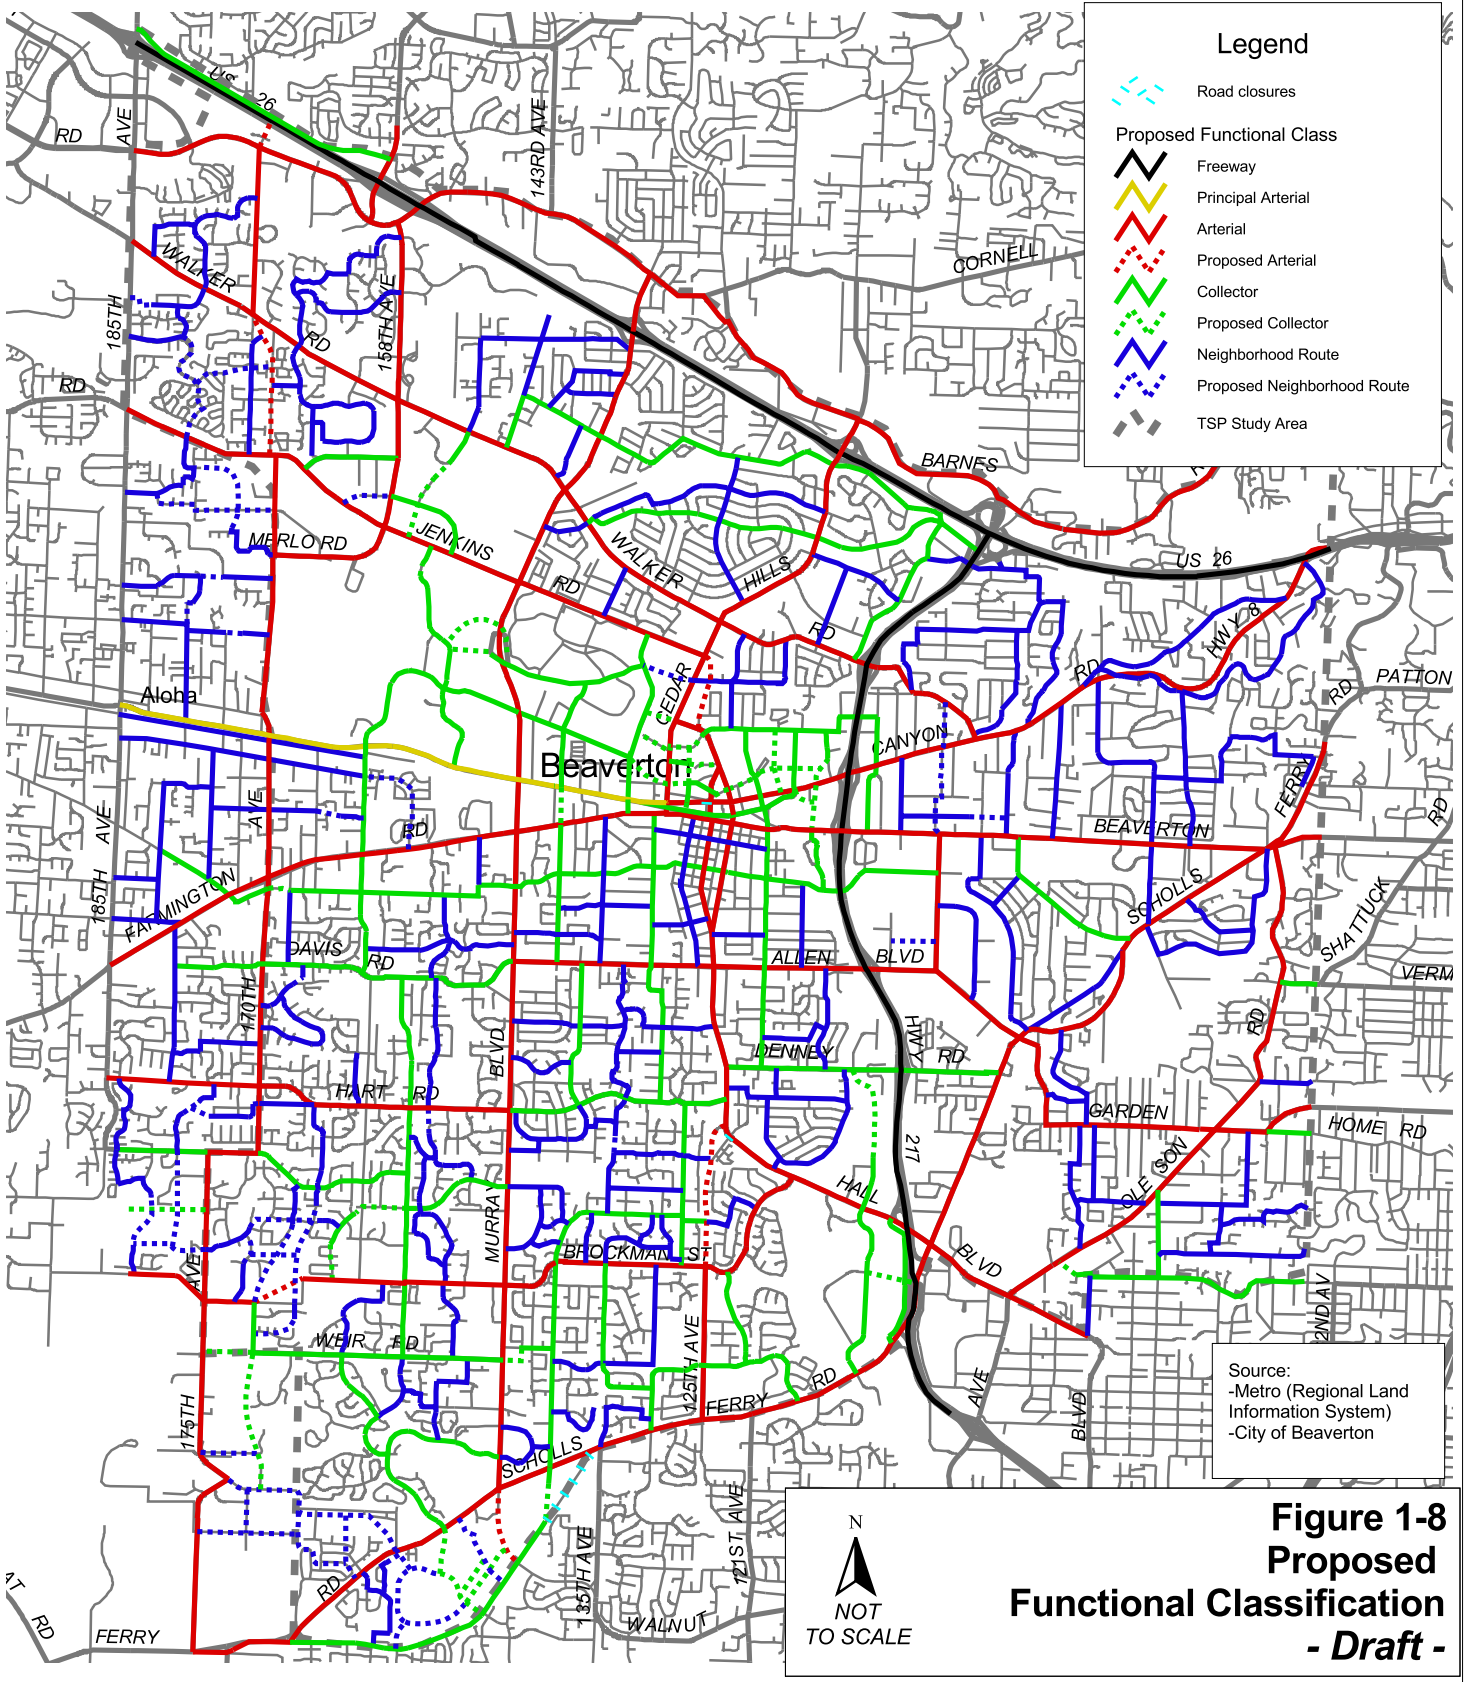 Legend
Road closures
Proposed Functional Class
Freeway
Principal Arterial
Arterial
Proposed Arterial
Collector
Proposed Collector
Neighborhood Route
Proposed Neighborhood Route
TSP Study Area
US 26
RD
AVE
143RD AVE
CORNELL
WALKER
RD
185TH
158TH AVE
RD
BARNES
JENKINS
RD
MERLO RD
WALKER
HILLS
RD
US 26
HWY 8
RD
PATTON
RD
Aloha
CEDAR
CANYON
Beaverton
FERRY
RD
AVE
AVE
RD
BEAVERTON
185TH
FARMINGTON
SCHOLLS
SHATTUCK
DAVIS
RD
ALLEN
BLVD
VERM
170TH
BLVD
HWY
RD
DENNEY
RD
HART
RD
GARDEN
HOME RD
217
OLESON
HALL
MURRAY
BROCKMAN ST
BLVD
AVE
2ND AV
WEIR RD
125TH AVE
FERRY
RD
AVE
BLVD
175TH
SCHOLLS
121ST AVE
135TH AVE
RD
WALNUT
AT
RD
FERRY
Source:
-Metro (Regional Land
Information System)
-City of Beaverton
N
NOT
TO SCALE
Figure 1-8
Proposed
Functional Classification
- Draft -